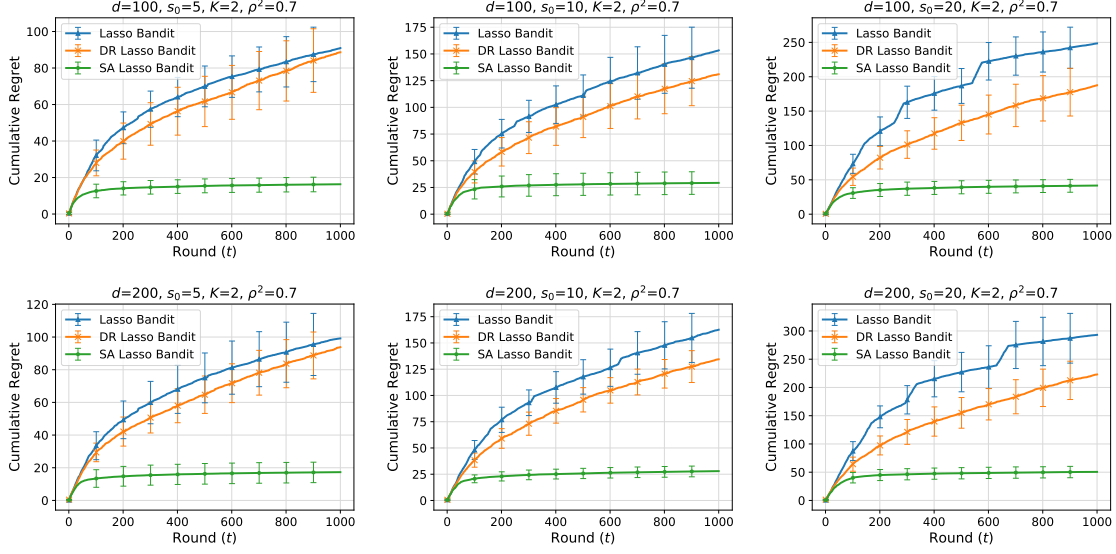 d=100, s₀=5, K=2, ρ²=0.7
Cumulative Regret
100
80
60
40
20
0
Lasso Bandit
DR Lasso Bandit
SA Lasso Bandit
0 200 400 600 800 1000
Round (t)
d=100, s₀=10, K=2, ρ²=0.7
Cumulative Regret
175
150
125
100
75
50
25
0
Lasso Bandit
DR Lasso Bandit
SA Lasso Bandit
0 200 400 600 800 1000
Round (t)
d=100, s₀=20, K=2, ρ²=0.7
Cumulative Regret
250
200
150
100
50
0
Lasso Bandit
DR Lasso Bandit
SA Lasso Bandit
0 200 400 600 800 1000
Round (t)
d=200, s₀=5, K=2, ρ²=0.7
Cumulative Regret
120
100
80
60
40
20
0
Lasso Bandit
DR Lasso Bandit
SA Lasso Bandit
0 200 400 600 800 1000
Round (t)
d=200, s₀=10, K=2, ρ²=0.7
Cumulative Regret
175
150
125
100
75
50
25
0
Lasso Bandit
DR Lasso Bandit
SA Lasso Bandit
0 200 400 600 800 1000
Round (t)
d=200, s₀=20, K=2, ρ²=0.7
Cumulative Regret
300
250
200
150
100
50
0
Lasso Bandit
DR Lasso Bandit
SA Lasso Bandit
0 200 400 600 800 1000
Round (t)